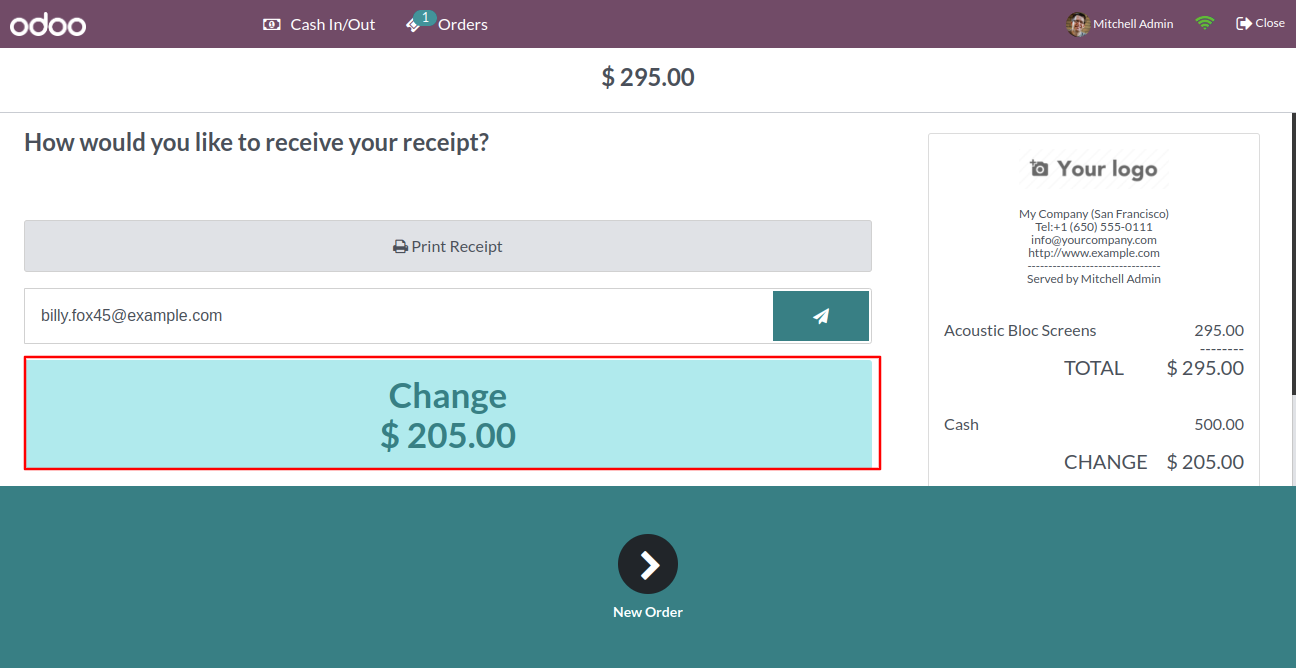 odoo
Cash In/Out
1
Orders
Mitchell Admin
Close
$ 295.00
How would you like to receive your receipt?
Print Receipt
billy.fox45@example.com
Change
$ 205.00
Your logo
My Company (San Francisco)
Tel:+1 (650) 555-0111
info@yourcompany.com
http://www.example.com
--------------------------------
Served by Mitchell Admin
Acoustic Bloc Screens 295.00
--------
TOTAL $ 295.00
Cash 500.00
CHANGE $ 205.00
New Order